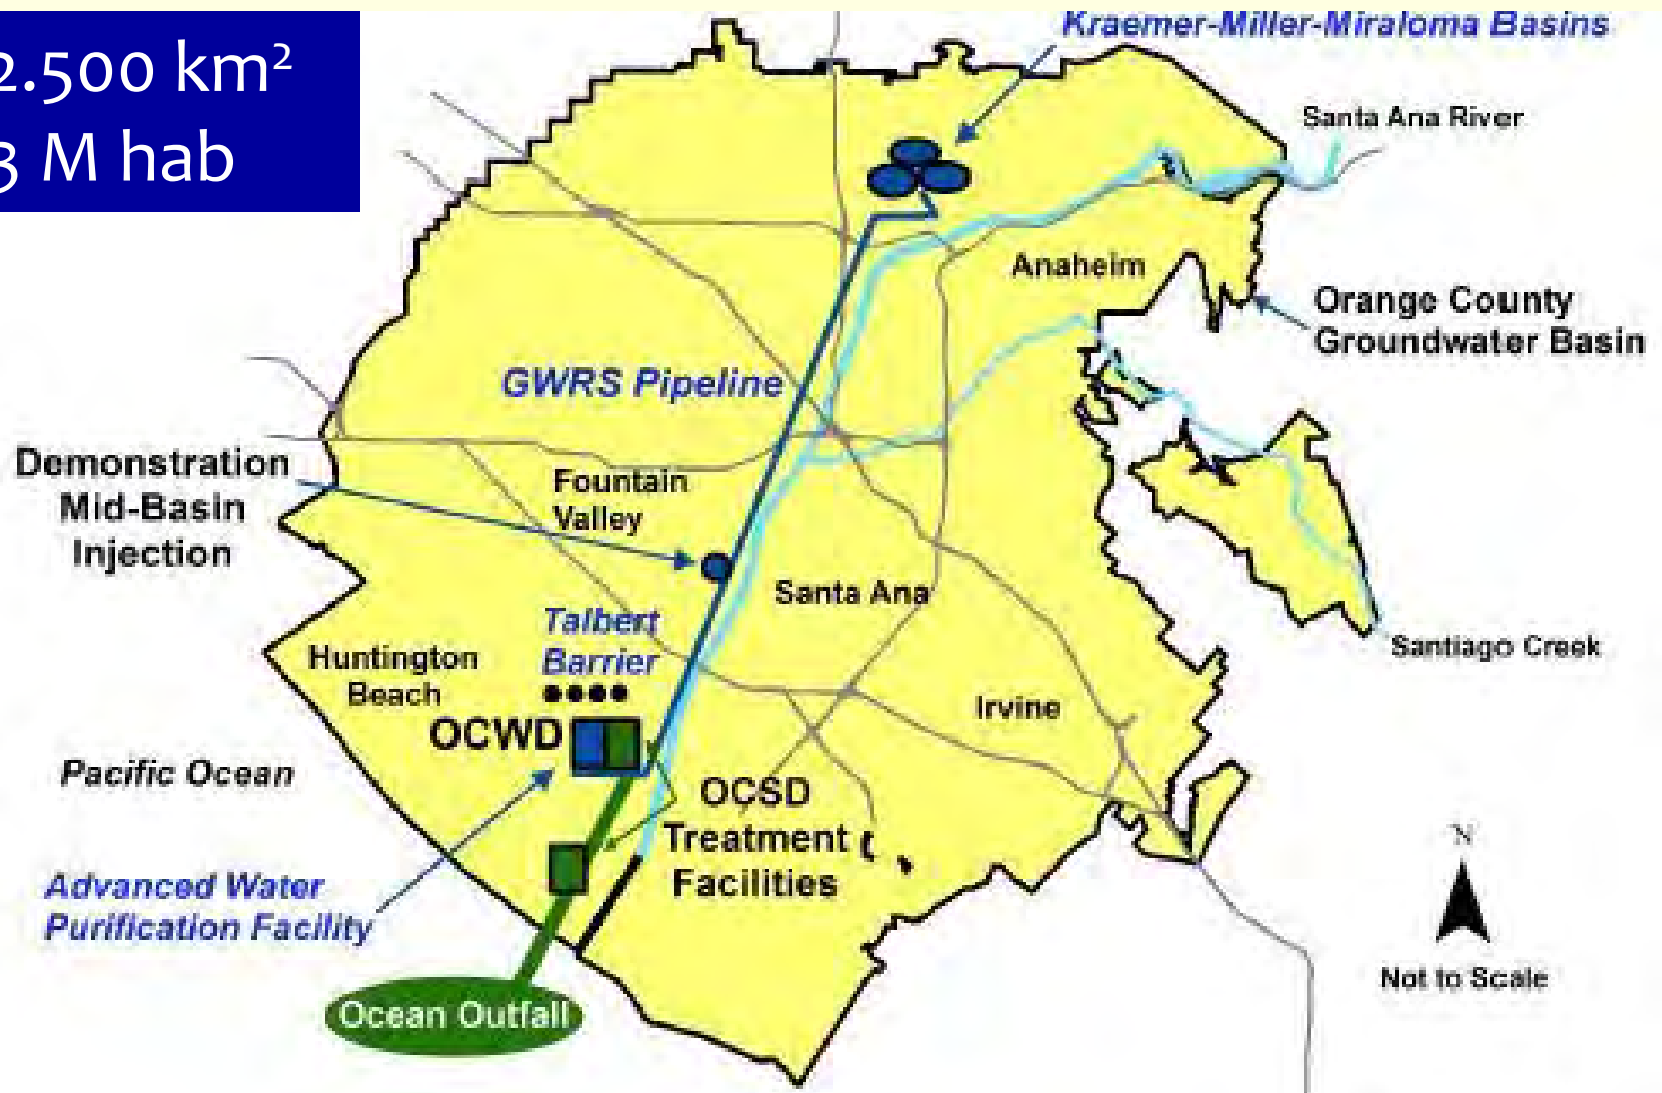 2.500 km²
3 M hab
Kraemer-Miller-Miraloma Basins
Santa Ana River
Anaheim
Orange County
Groundwater Basin
GWRS Pipeline
Demonstration
Mid-Basin
Injection
Fountain
Valley
Santa Ana
Talbert
Barrier
Huntington
Beach
Santiago Creek
Irvine
OCWD
Pacific Ocean
OCSD
Treatment
Facilities
Advanced Water
Purification Facility
N
Not to Scale
Ocean Outfall